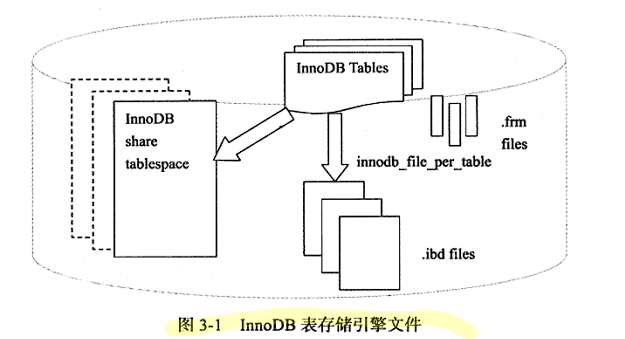 InnoDB Tables
InnoDB
share
tablespace
.frm
files
innodb_file_per_table
.ibd files
图 3-1 InnoDB 表存储引擎文件